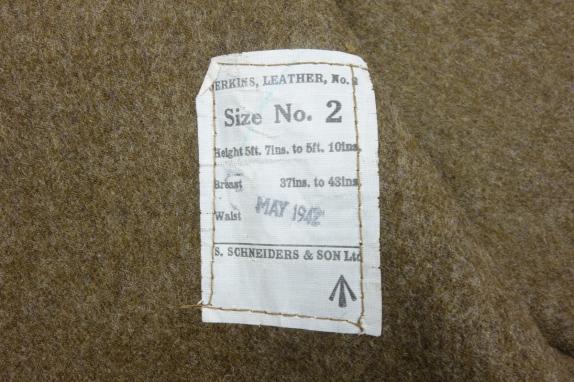 JERKINS, LEATHER, No. 2
Size No. 2
Height 5ft. 7ins. to 5ft. 10ins.
Breast 37ins. to 43ins.
Waist MAY 1942
S. SCHNEIDERS & SON Ltd